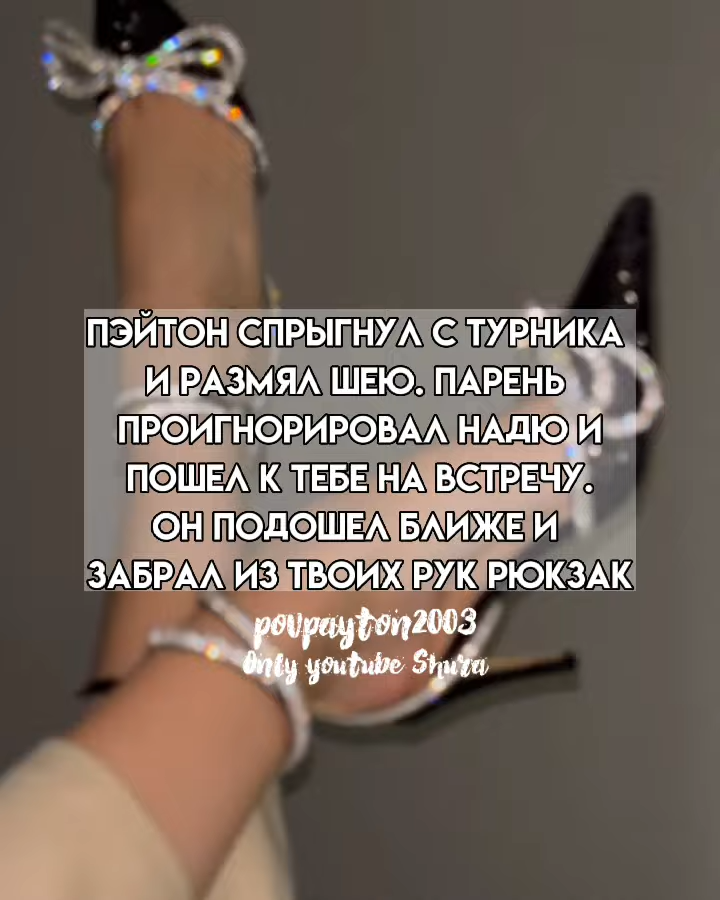 ПЭЙТОН СПРЫГНУЛ С ТУРНИКА
И РАЗМЯЛ ШЕЮ. ПАРЕНЬ
ПРОИГНОРИРОВАЛ НАДЮ И
ПОШЕЛ К ТЕБЕ НА ВСТРЕЧУ.
ОН ПОДОШЕЛ БЛИЖЕ И
ЗАБРАЛ ИЗ ТВОИХ РУК РЮКЗАК
povpayton2003
Only youtube Shura